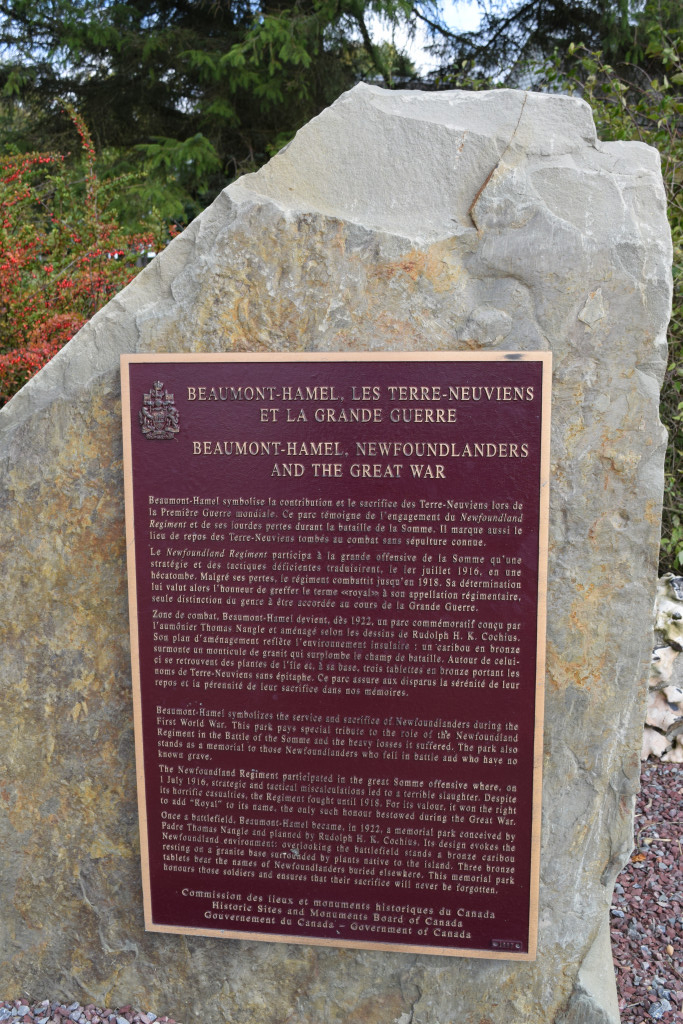 BEAUMONT-HAMEL, LES TERRE-NEUVIENS
ET LA GRANDE GUERRE
BEAUMONT-HAMEL, NEWFOUNDLANDERS
AND THE GREAT WAR
Beaumont-Hamel symbolise la contribution et le sacrifice des Terre-Neuviens lors de
la Première Guerre mondiale. Ce parc témoigne de l'engagement du Newfoundland
Regiment et de ses lourdes pertes durant la bataille de la Somme. Il marque aussi le
lieu de repos des Terre-Neuviens tombés au combat sans sépulture connue.
Le Newfoundland Regiment participa à la grande offensive de la Somme qu'une
stratégie et des tactiques déficientes traduisirent, le 1er juillet 1916, en une
hécatombe. Malgré ses pertes, le régiment combattit jusqu'en 1918. Sa détermination
lui valut alors l'honneur de greffer le terme «royal» à son appellation régimentaire,
seule distinction du genre à être accordée au cours de la Grande Guerre.
Zone de combat, Beaumont-Hamel devient, dès 1922, un parc commémoratif conçu par
l'aumônier Thomas Nangle et aménagé selon les dessins de Rudolph H. K. Cochius.
Son plan d'aménagement reflète l'environnement insulaire : un caribou en bronze
surmonte un monticule de granit qui surplombe le champ de bataille. Autour de celui-
ci se retrouvent des plantes de l'île et, à sa base, trois tablettes en bronze portant les
noms de Terre-Neuviens sans épitaphe. Ce parc assure aux disparus la sérénité de leur
repos et la pérennité de leur sacrifice dans nos mémoires.
Beaumont-Hamel symbolizes the service and sacrifice of Newfoundlanders during the
First World War. This park pays special tribute to the role of the Newfoundland
Regiment in the Battle of the Somme and the heavy losses it suffered. The park also
stands as a memorial to those Newfoundlanders who fell in battle and who have no
known grave.
The Newfoundland Regiment participated in the great Somme offensive where, on
1 July 1916, strategic and tactical miscalculations led to a terrible slaughter. Despite
its horrific casualties, the Regiment fought until 1918. For its valour, it won the right
to add "Royal" to its name, the only such honour bestowed during the Great War.
Once a battlefield, Beaumont-Hamel became, in 1922, a memorial park conceived by
Padre Thomas Nangle and planned by Rudolph H. K. Cochius. Its design evokes the
Newfoundland environment: overlooking the battlefield stands a bronze caribou
resting on a granite base surrounded by plants native to the island. Three bronze
tablets bear the names of Newfoundlanders buried elsewhere. This memorial park
honours those soldiers and ensures that their sacrifice will never be forgotten.
Commission des lieux et monuments historiques du Canada
Historic Sites and Monuments Board of Canada
Gouvernement du Canada – Government of Canada